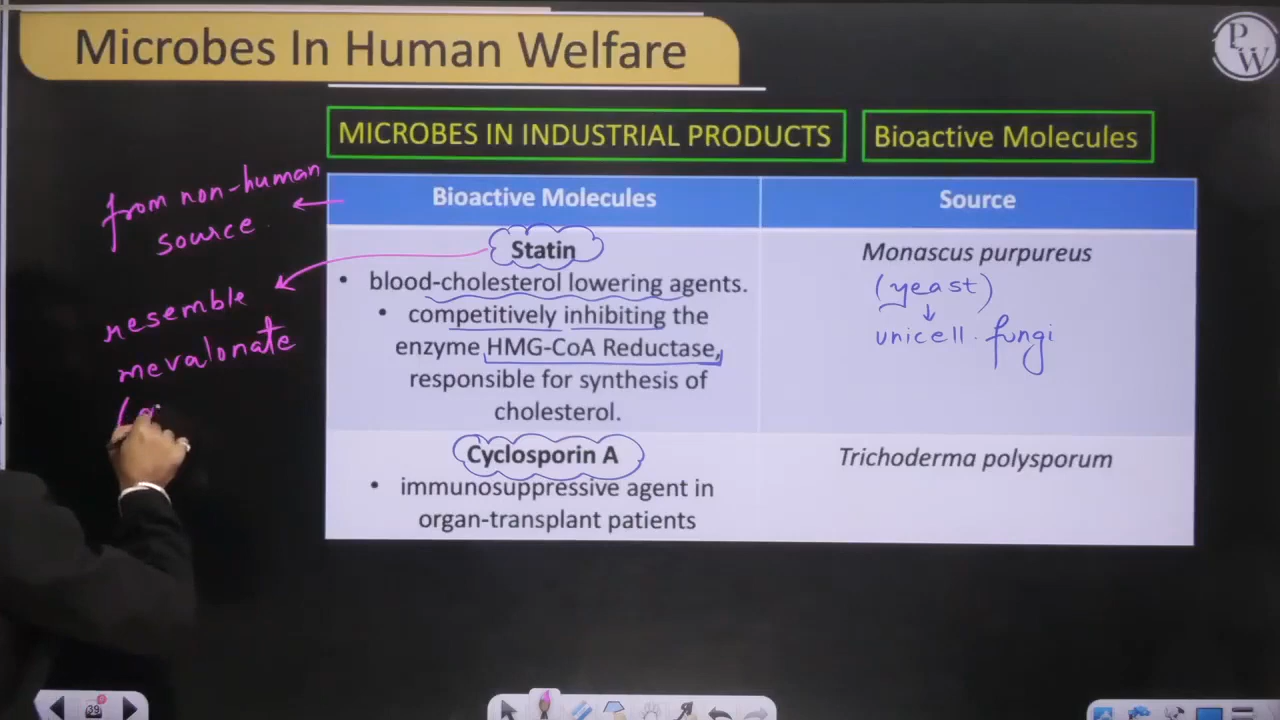 Microbes In Human Welfare
PW
MICROBES IN INDUSTRIAL PRODUCTS
Bioactive Molecules
from non-human
source
Bioactive Molecules
Source
Statin
• blood-cholesterol lowering agents.
• competitively inhibiting the
enzyme HMG-CoA Reductase,
responsible for synthesis of
cholesterol.
Monascus purpureus
(yeast)
unicell. fungi
resemble
mevalonate
Cyclosporin A
• immunosuppressive agent in
organ-transplant patients
Trichoderma polysporum
39